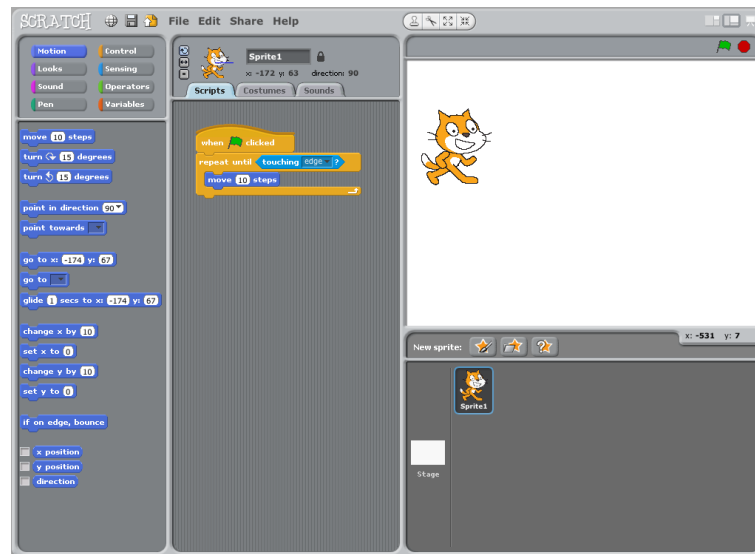 SCRATCH File Edit Share Help
Motion Control
Looks Sensing
Sound Operators
Pen Variables
Sprite1
x: -172 y: 63 direction: 90
Scripts Costumes Sounds
move 10 steps
turn 15 degrees
turn 15 degrees
point in direction 90
point towards
go to x: -174 y: 67
go to
glide 1 secs to x: -174 y: 67
change x by 10
set x to 0
change y by 10
set y to 0
if on edge, bounce
x position
y position
direction
when clicked
repeat until touching edge ?
move 10 steps
x: -531 y: 7
New sprite:
Sprite1
Stage